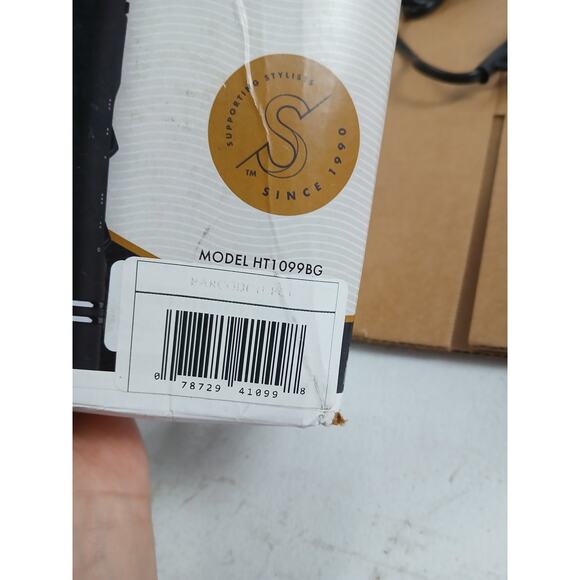 SUPPORTING STYLISTS
S
TM
SINCE 1990
MODEL HT1099BG
0 78729 41099 8